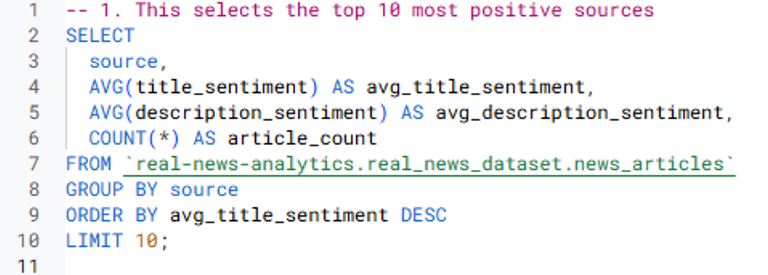 1 -- 1. This selects the top 10 most positive sources
2 SELECT
3   source,
4   AVG(title_sentiment) AS avg_title_sentiment,
5   AVG(description_sentiment) AS avg_description_sentiment,
6   COUNT(*) AS article_count
7 FROM `real-news-analytics.real_news_dataset.news_articles`
8 GROUP BY source
9 ORDER BY avg_title_sentiment DESC
10 LIMIT 10;
11